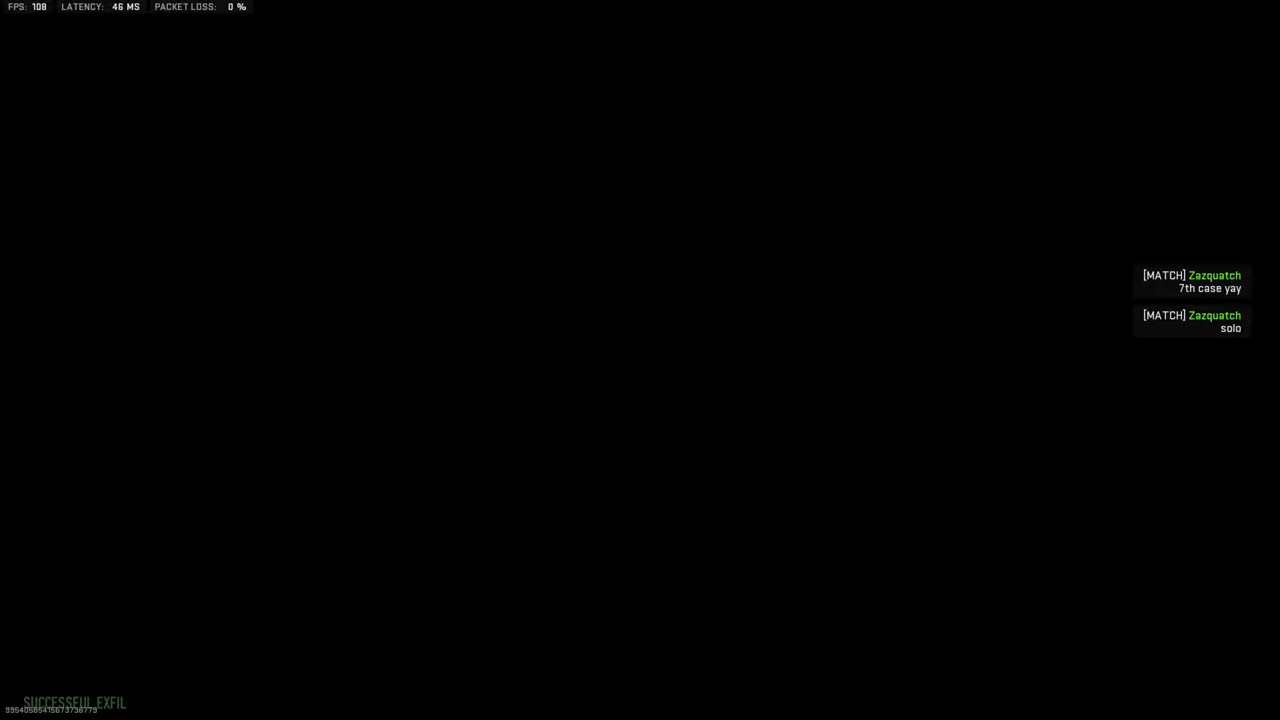 FPS: 108 LATENCY: 46 MS PACKET LOSS: 0 %
[MATCH] Zazquatch
7th case yay
[MATCH] Zazquatch
solo
SUCCESSFUL EXFIL